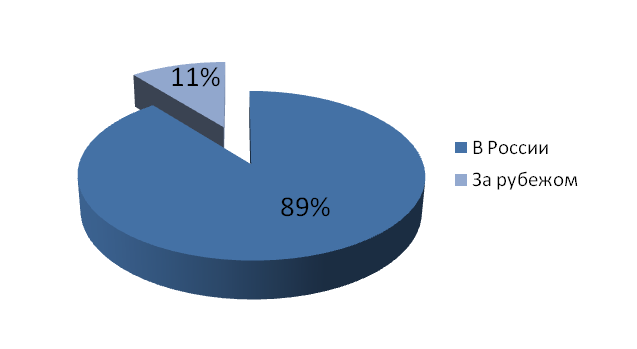 11%
89%
В России
За рубежом